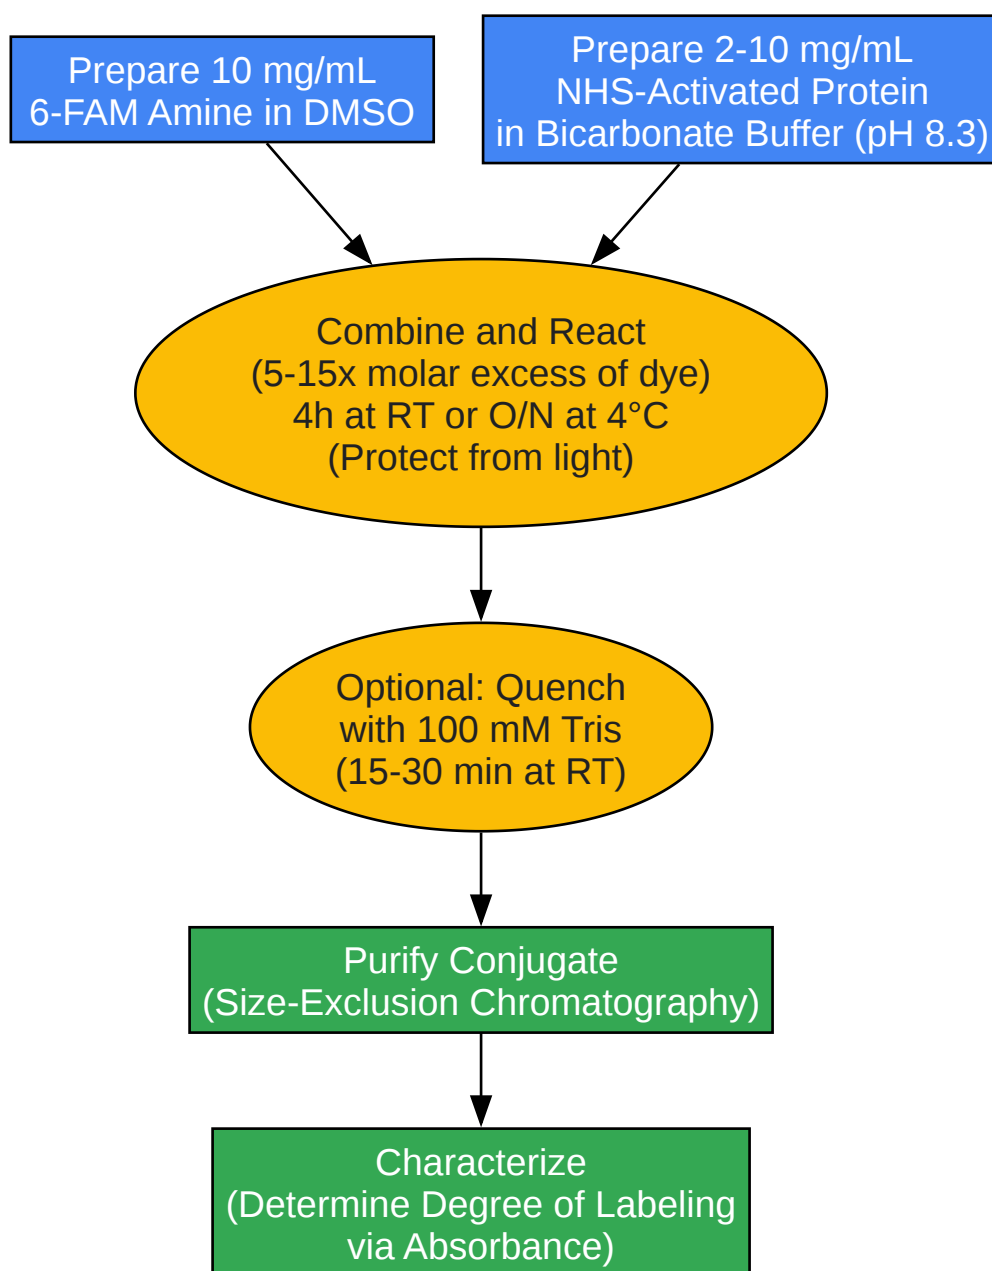 Prepare 10 mg/mL
6-FAM Amine in DMSO
Prepare 2-10 mg/mL
NHS-Activated Protein
in Bicarbonate Buffer (pH 8.3)
Combine and React
(5-15x molar excess of dye)
4h at RT or O/N at 4°C
(Protect from light)
Optional: Quench
with 100 mM Tris
(15-30 min at RT)
Purify Conjugate
(Size-Exclusion Chromatography)
Characterize
(Determine Degree of Labeling
via Absorbance)